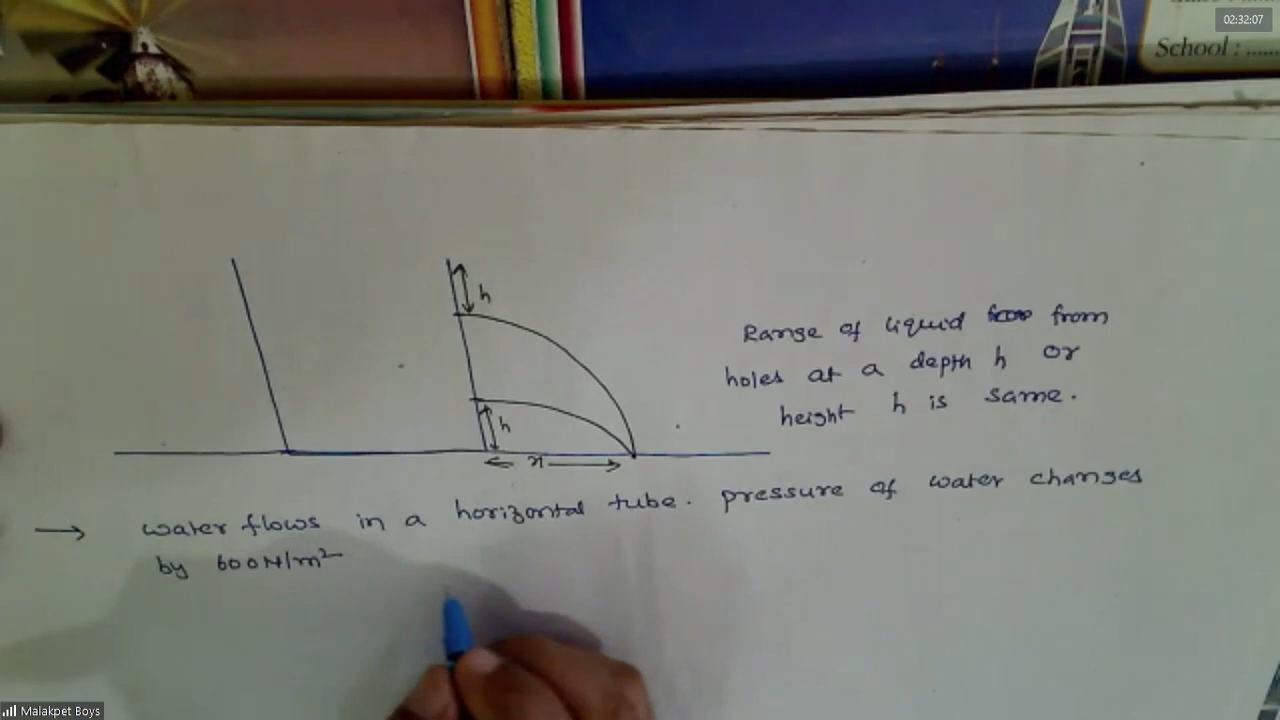 02:32:07
School : ......
h
Range of liquid from
holes at a depth h or
height h is same.
h
x
→ water flows in a horizontal tube. pressure of water changes
by 600N/m²
Malakpet Boys